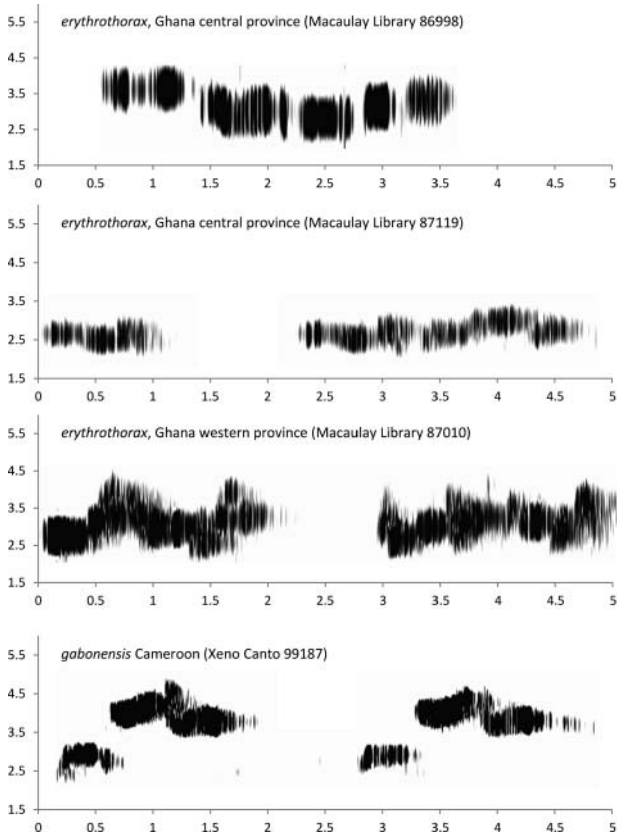 erythrothorax, Ghana central province (Macaulay Library 86998)
5.5
4.5
3.5
2.5
1.5
0 0.5 1 1.5 2 2.5 3 3.5 4 4.5 5
erythrothorax, Ghana central province (Macaulay Library 87119)
5.5
4.5
3.5
2.5
1.5
0 0.5 1 1.5 2 2.5 3 3.5 4 4.5 5
erythrothorax, Ghana western province (Macaulay Library 87010)
5.5
4.5
3.5
2.5
1.5
0 0.5 1 1.5 2 2.5 3 3.5 4 4.5 5
gabonensis Cameroon (Xeno Canto 99187)
5.5
4.5
3.5
2.5
1.5
0 0.5 1 1.5 2 2.5 3 3.5 4 4.5 5